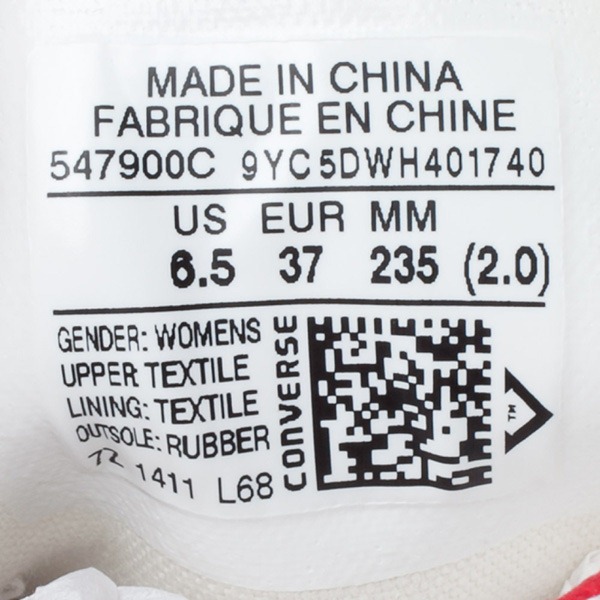 MADE IN CHINA
FABRIQUE EN CHINE
547900C 9YC5DWH401740
US EUR MM
6.5 37 235 (2.0)
GENDER: WOMENS
UPPER TEXTILE
LINING: TEXTILE
OUTSOLE: RUBBER
1411 L68
CONVERSE
TM